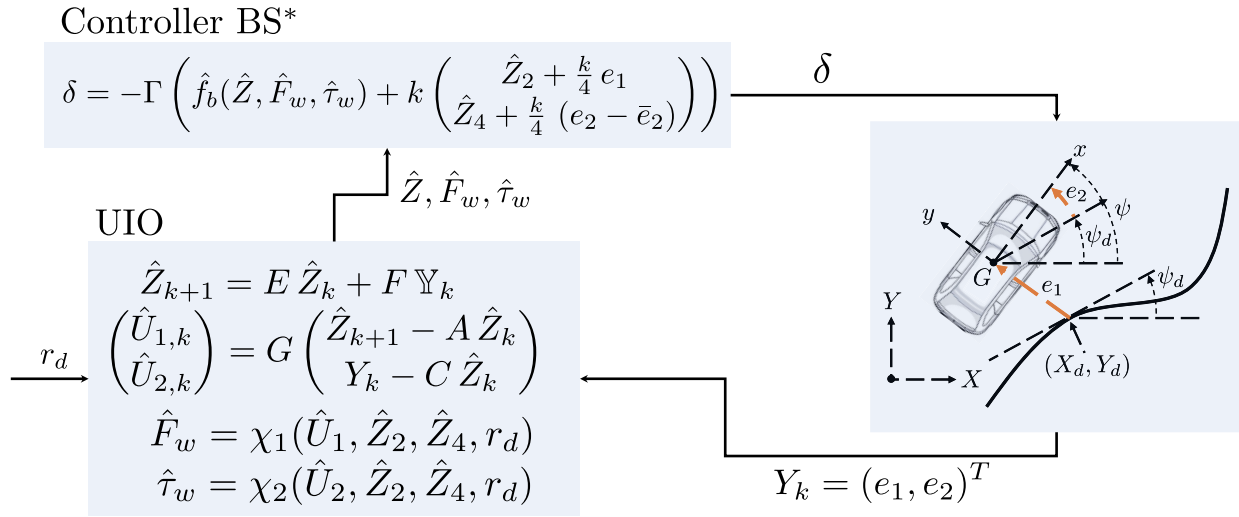 Controller BS*
δ = −Γ ( f̂_b(Ẑ, F̂_w, τ̂_w) + k ( Ẑ_2 + k/4 e_1
Ẑ_4 + k/4 (e_2 − ē_2) ) )
δ
Ẑ, F̂_w, τ̂_w
UIO
Ẑ_{k+1} = E Ẑ_k + F 𝕐_k
( Û_{1,k}
Û_{2,k} ) = G ( Ẑ_{k+1} − A Ẑ_k
Y_k − C Ẑ_k )
F̂_w = χ_1(Û_1, Ẑ_2, Ẑ_4, r_d)
τ̂_w = χ_2(Û_2, Ẑ_2, Ẑ_4, r_d)
r_d
x
e_2
y
ψ
ψ_d
G
e_1
ψ_d
Y
X
(X_d, Y_d)
Y_k = (e_1, e_2)^T